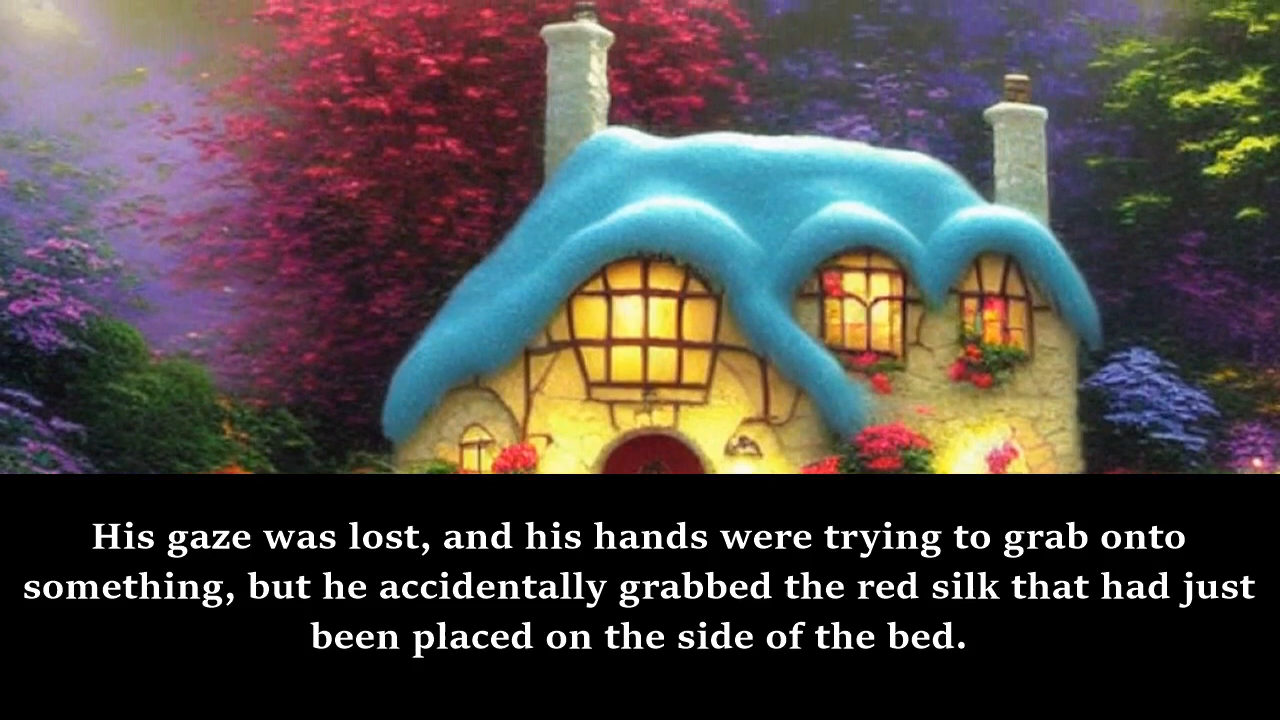 His gaze was lost, and his hands were trying to grab onto
something, but he accidentally grabbed the red silk that had just
been placed on the side of the bed.